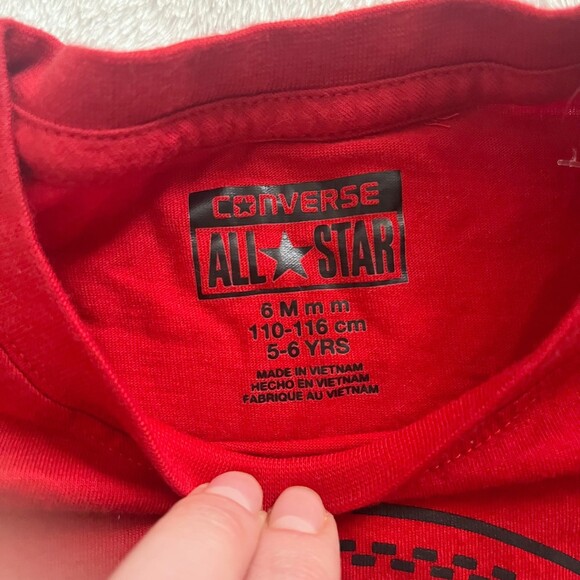 CONVERSE
ALL★STAR
6 M m m
110-116 cm
5-6 YRS
MADE IN VIETNAM
HECHO EN VIETNAM
FABRIQUE AU VIETNAM